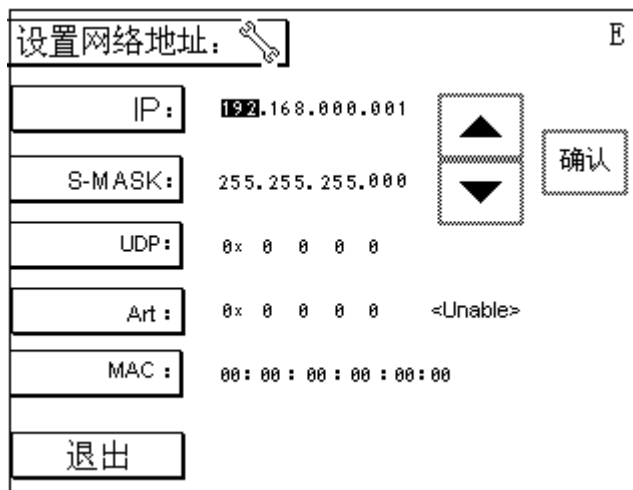 设置网络地址：
E
IP： 192.168.000.001
确认
S-MASK： 255.255.255.000
UDP： 0x 0 0 0 0
Art： 0x 0 0 0 0 <Unable>
MAC： 00:00:00:00:00:00
退出